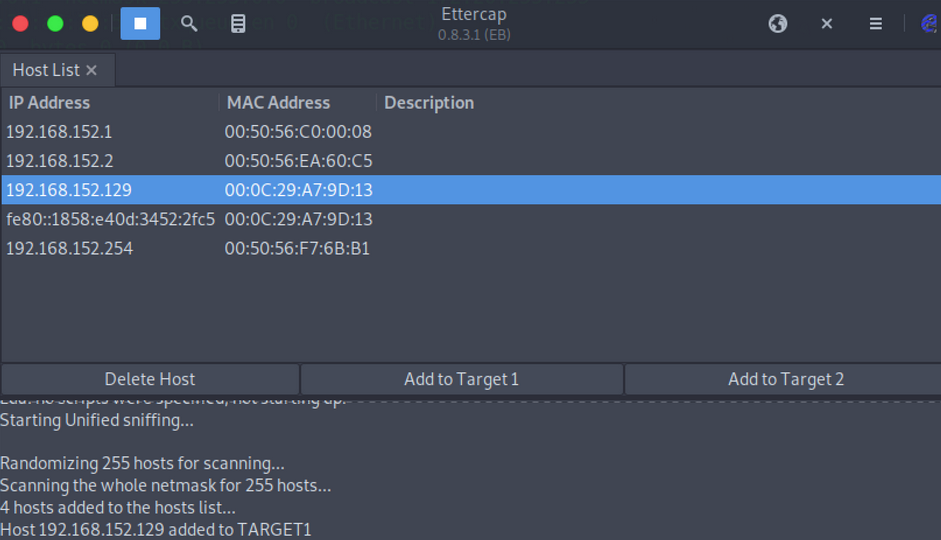 Ettercap
0.8.3.1 (EB)
Host List
IP Address MAC Address Description
192.168.152.1 00:50:56:C0:00:08
192.168.152.2 00:50:56:EA:60:C5
192.168.152.129 00:0C:29:A7:9D:13
fe80::1858:e40d:3452:2fc5 00:0C:29:A7:9D:13
192.168.152.254 00:50:56:F7:6B:B1
Delete Host Add to Target 1 Add to Target 2
Lua: no scripts were specified, not starting up!
Starting Unified sniffing...
Randomizing 255 hosts for scanning...
Scanning the whole netmask for 255 hosts...
4 hosts added to the hosts list...
Host 192.168.152.129 added to TARGET1